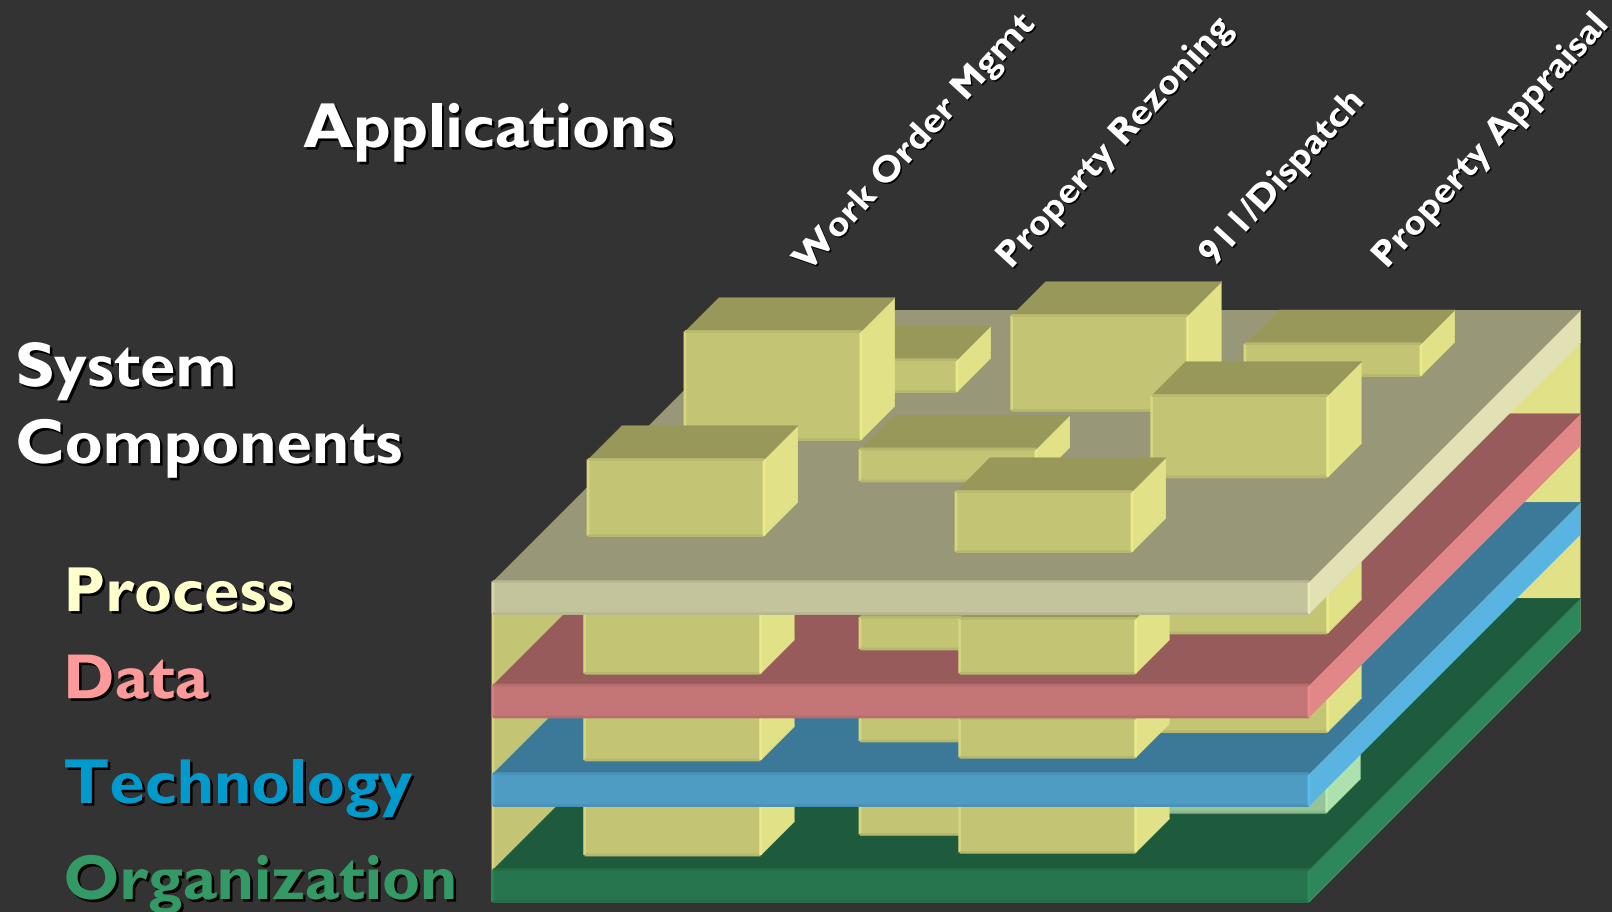 Applications
Work Order Mgmt
Property Rezoning
911/Dispatch
Property Appraisal
System
Components
Process
Data
Technology
Organization